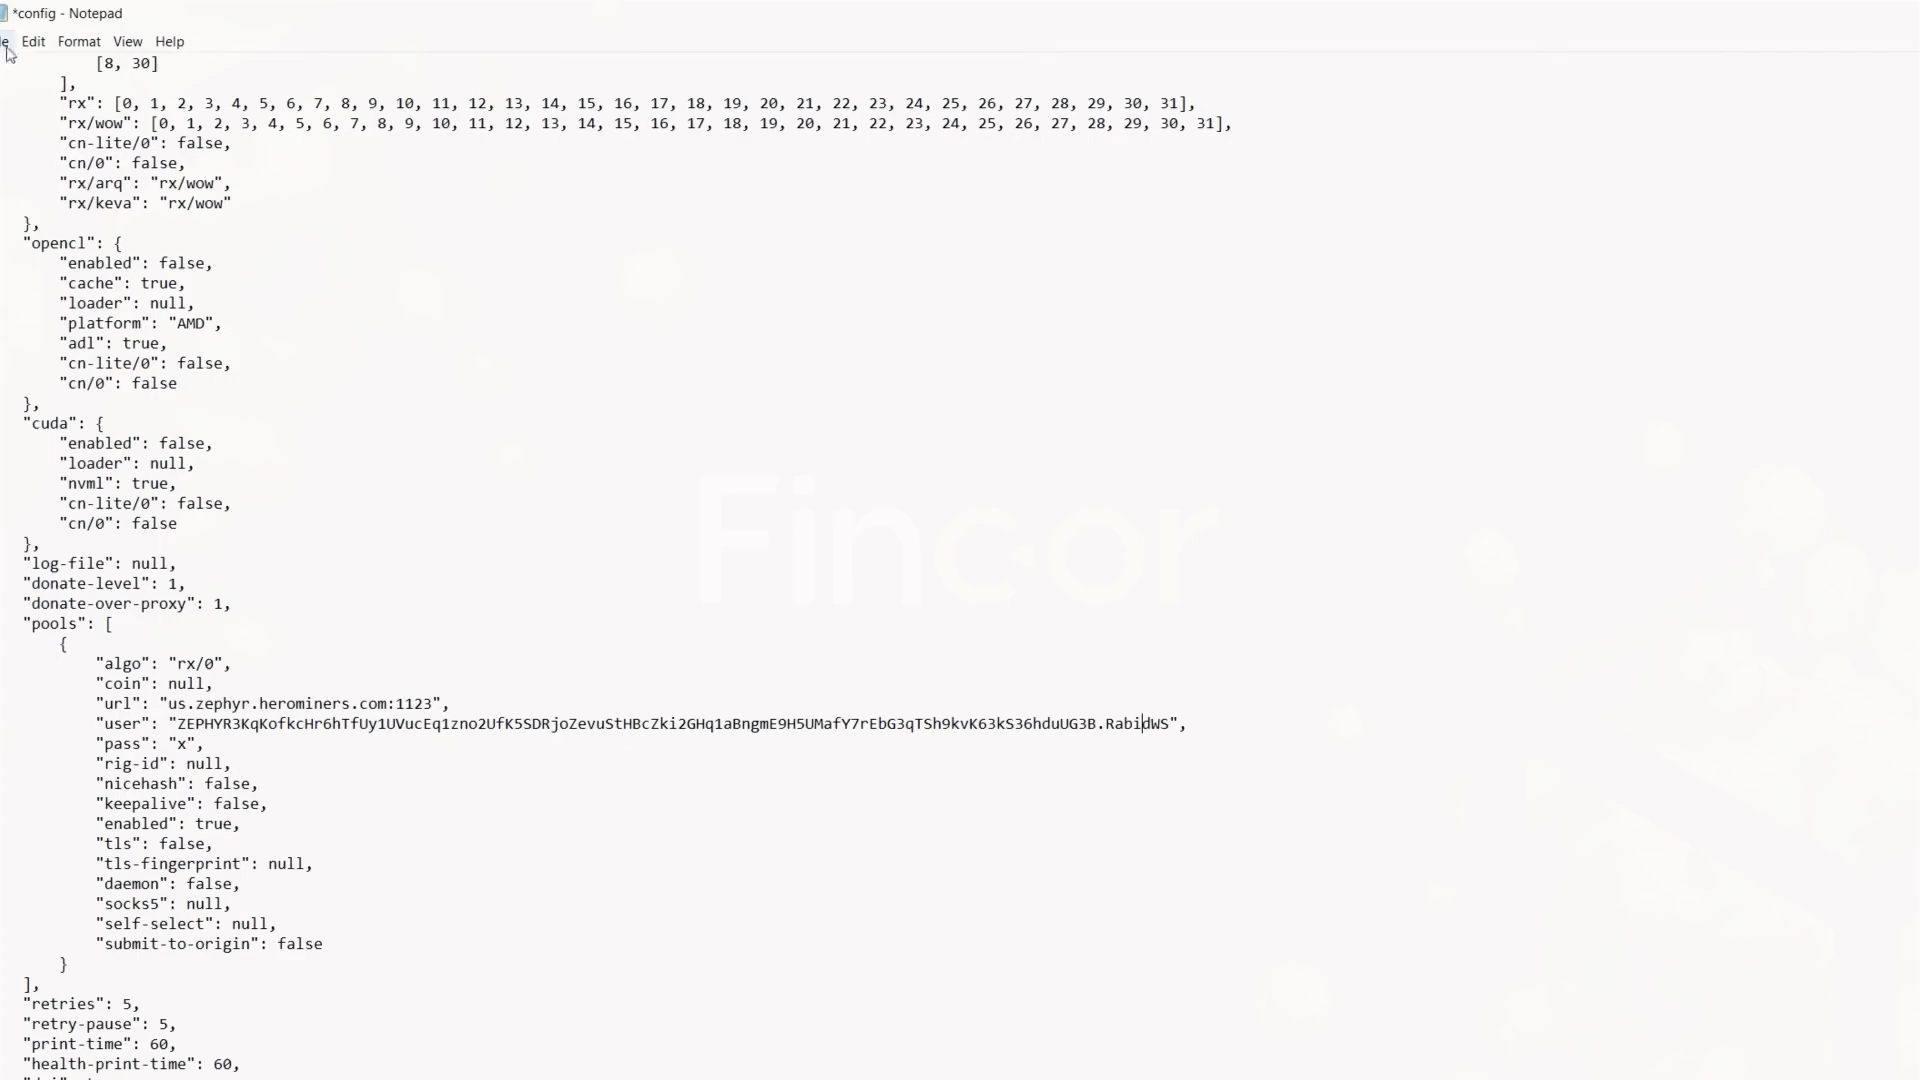 *config - Notepad
Edit Format View Help
[8, 30]
],
"rx": [0, 1, 2, 3, 4, 5, 6, 7, 8, 9, 10, 11, 12, 13, 14, 15, 16, 17, 18, 19, 20, 21, 22, 23, 24, 25, 26, 27, 28, 29, 30, 31],
"rx/wow": [0, 1, 2, 3, 4, 5, 6, 7, 8, 9, 10, 11, 12, 13, 14, 15, 16, 17, 18, 19, 20, 21, 22, 23, 24, 25, 26, 27, 28, 29, 30, 31],
"cn-lite/0": false,
"cn/0": false,
"rx/arq": "rx/wow",
"rx/keva": "rx/wow"
},
"opencl": {
"enabled": false,
"cache": true,
"loader": null,
"platform": "AMD",
"adl": true,
"cn-lite/0": false,
"cn/0": false
},
"cuda": {
"enabled": false,
"loader": null,
"nvml": true,
"cn-lite/0": false,
"cn/0": false
},
"log-file": null,
"donate-level": 1,
"donate-over-proxy": 1,
"pools": [
{
"algo": "rx/0",
"coin": null,
"url": "us.zephyr.herominers.com:1123",
"user": "ZEPHYR3KqKofkcHr6hTfUy1UVucEq1zno2UfK5SDRjoZevuStHBcZki2GHq1aBngmE9H5UMafY7rEbG3qTSh9kvK63kS36hduUG3B.RabidWS",
"pass": "x",
"rig-id": null,
"nicehash": false,
"keepalive": false,
"enabled": true,
"tls": false,
"tls-fingerprint": null,
"daemon": false,
"socks5": null,
"self-select": null,
"submit-to-origin": false
}
],
"retries": 5,
"retry-pause": 5,
"print-time": 60,
"health-print-time": 60,
Fincor